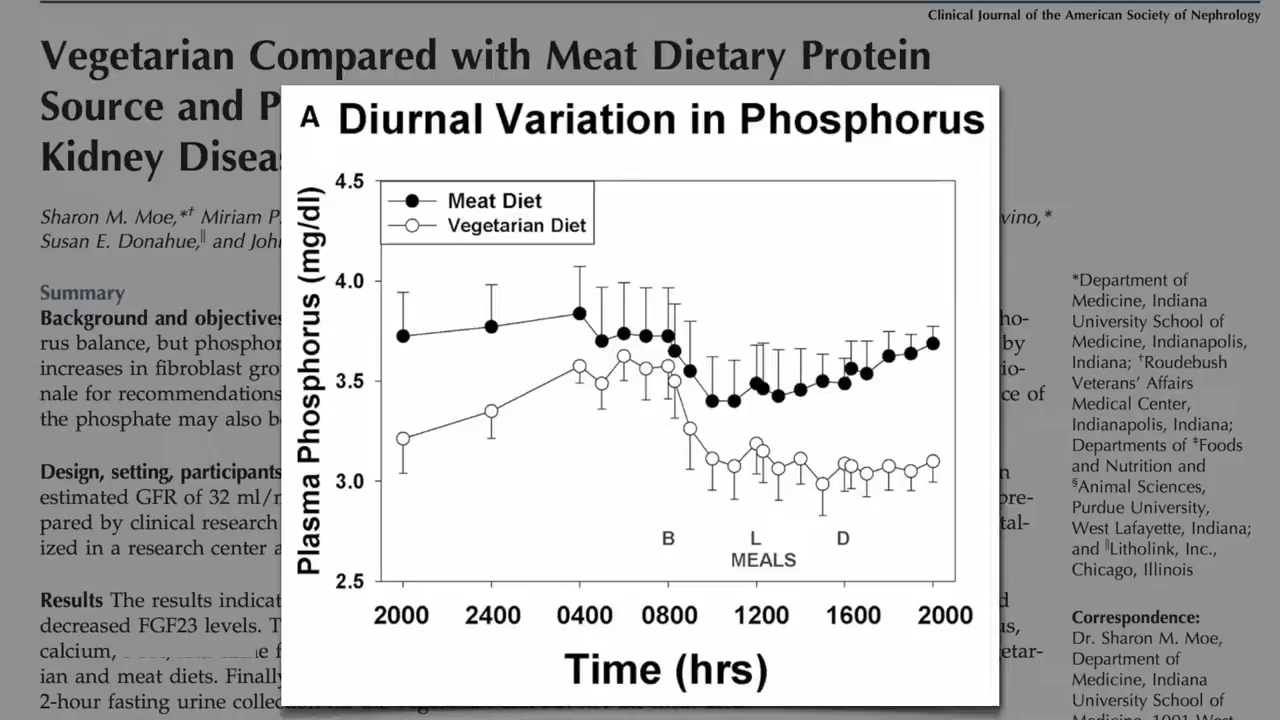 Clinical Journal of the American Society of Nephrology
Vegetarian Compared with Meat Dietary Protein
Source and P
Kidney Disea
Sharon M. Moe,*† Miriam P.
vino,*
Susan E. Donahue,‖ and John
Summary
Background and objectives
rus balance, but phosphor
increases in fibroblast gro
nale for recommendations
the phosphate may also b
ho-
by
io-
ce of
Design, setting, participants
estimated GFR of 32 ml/m
pared by clinical research
ized in a research center a
n
pre-
tal-
Results The results indicat
decreased FGF23 levels. T
calcium,
ian and meat diets. Finally
2-hour fasting urine collec
d
us,
etar-
A Diurnal Variation in Phosphorus
Plasma Phosphorus (mg/dl)
4.5
4.0
3.5
3.0
2.5
Meat Diet
Vegetarian Diet
B L D
MEALS
2000 2400 0400 0800 1200 1600 2000
Time (hrs)
*Department of
Medicine, Indiana
University School of
Medicine, Indianapolis,
Indiana; †Roudebush
Veterans’ Affairs
Medical Center,
Indianapolis, Indiana;
Departments of ‡Foods
and Nutrition and
§Animal Sciences,
Purdue University,
West Lafayette, Indiana;
and ‖Litholink, Inc.,
Chicago, Illinois
Correspondence:
Dr. Sharon M. Moe,
Department of
Medicine, Indiana
University School of
Medicine, 1001 West